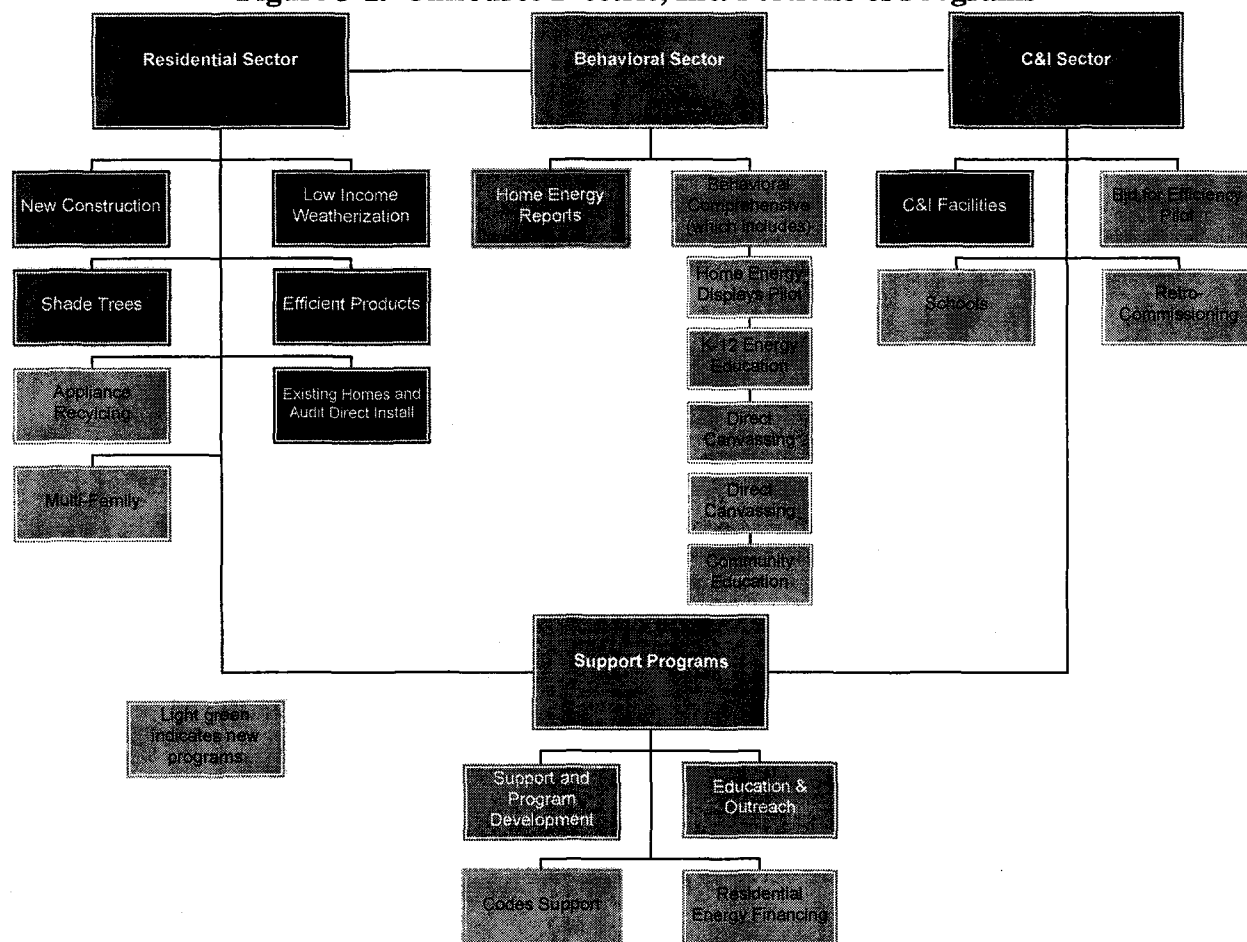 Residential Sector
Behavioral Sector
C&I Sector
New Construction
Low Income
Weatherization
Home Energy
Reports
Behavioral
Comprehensive
(which includes)
C&I Facilities
Bid for Efficiency
Pilot
Shade Trees
Efficient Products
Home Energy
Displays Pilot
Schools
Retro-
Commissioning
Appliance
Recylcing
Existing Homes and
Audit Direct Install
K-12 Energy
Education
Multi-Family
Direct
Canvassing
Direct
Canvassing
Community
Education
Support Programs
Light green
indicates new
programs
Support and
Program
Development
Education &
Outreach
Codes Support
Residential
Energy Financing